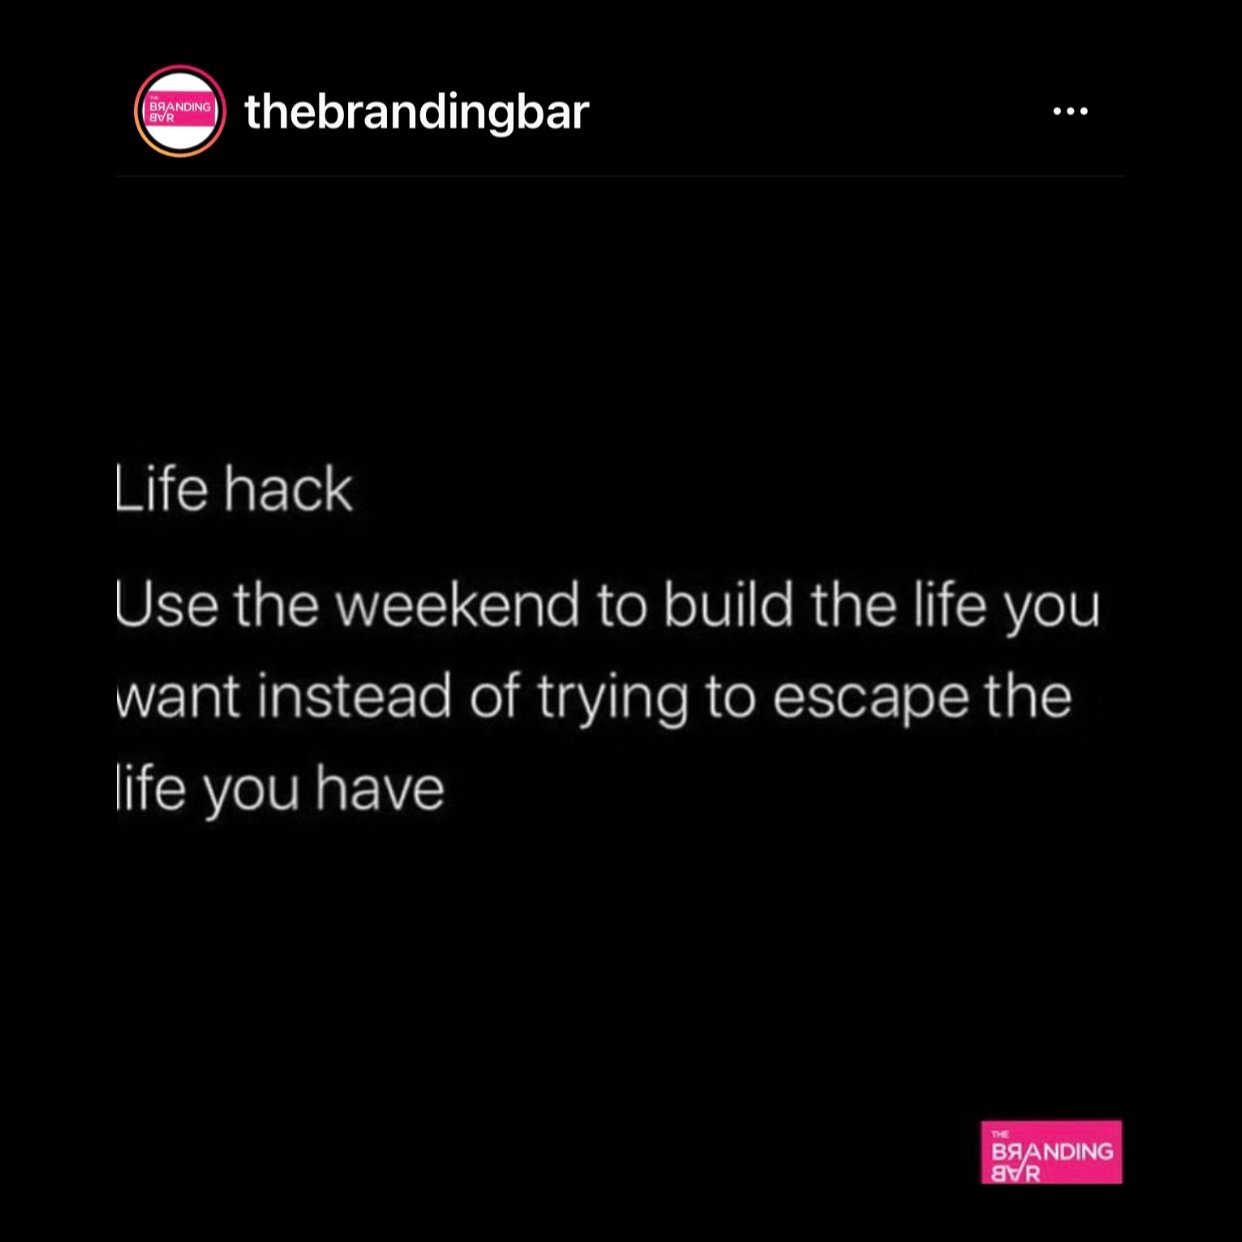 THE
BRANDING
BAR
thebrandingbar
Life hack
Use the weekend to build the life you
want instead of trying to escape the
life you have
THE
BRANDING
BAR